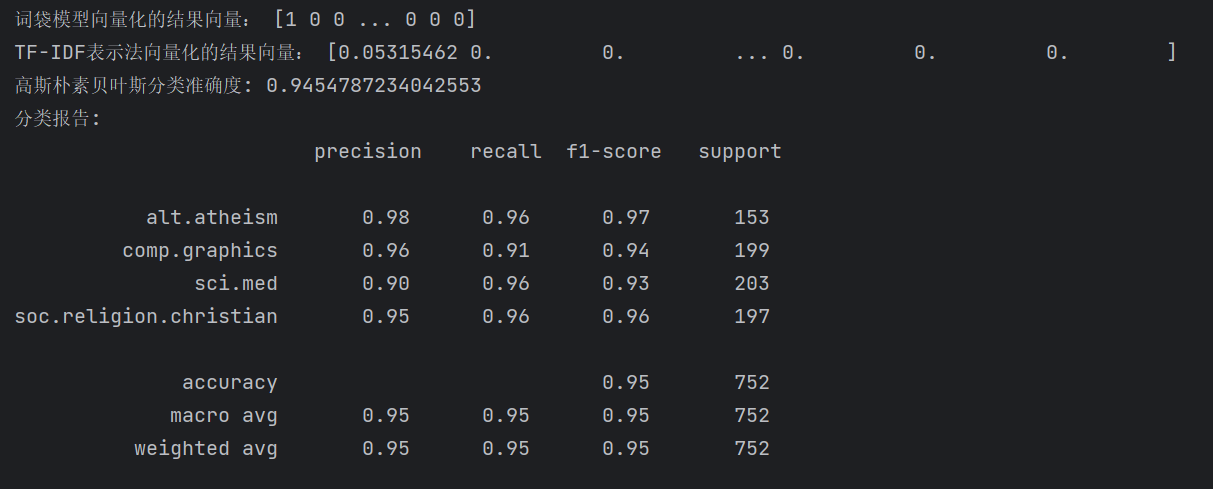 词袋模型向量化的结果向量： [1 0 0 ... 0 0 0]
TF-IDF表示法向量化的结果向量： [0.05315462 0. 0. ... 0. 0. 0. ]
高斯朴素贝叶斯分类准确度: 0.9454787234042553
分类报告:
precision recall f1-score support
alt.atheism 0.98 0.96 0.97 153
comp.graphics 0.96 0.91 0.94 199
sci.med 0.90 0.96 0.93 203
soc.religion.christian 0.95 0.96 0.96 197
accuracy 0.95 752
macro avg 0.95 0.95 0.95 752
weighted avg 0.95 0.95 0.95 752